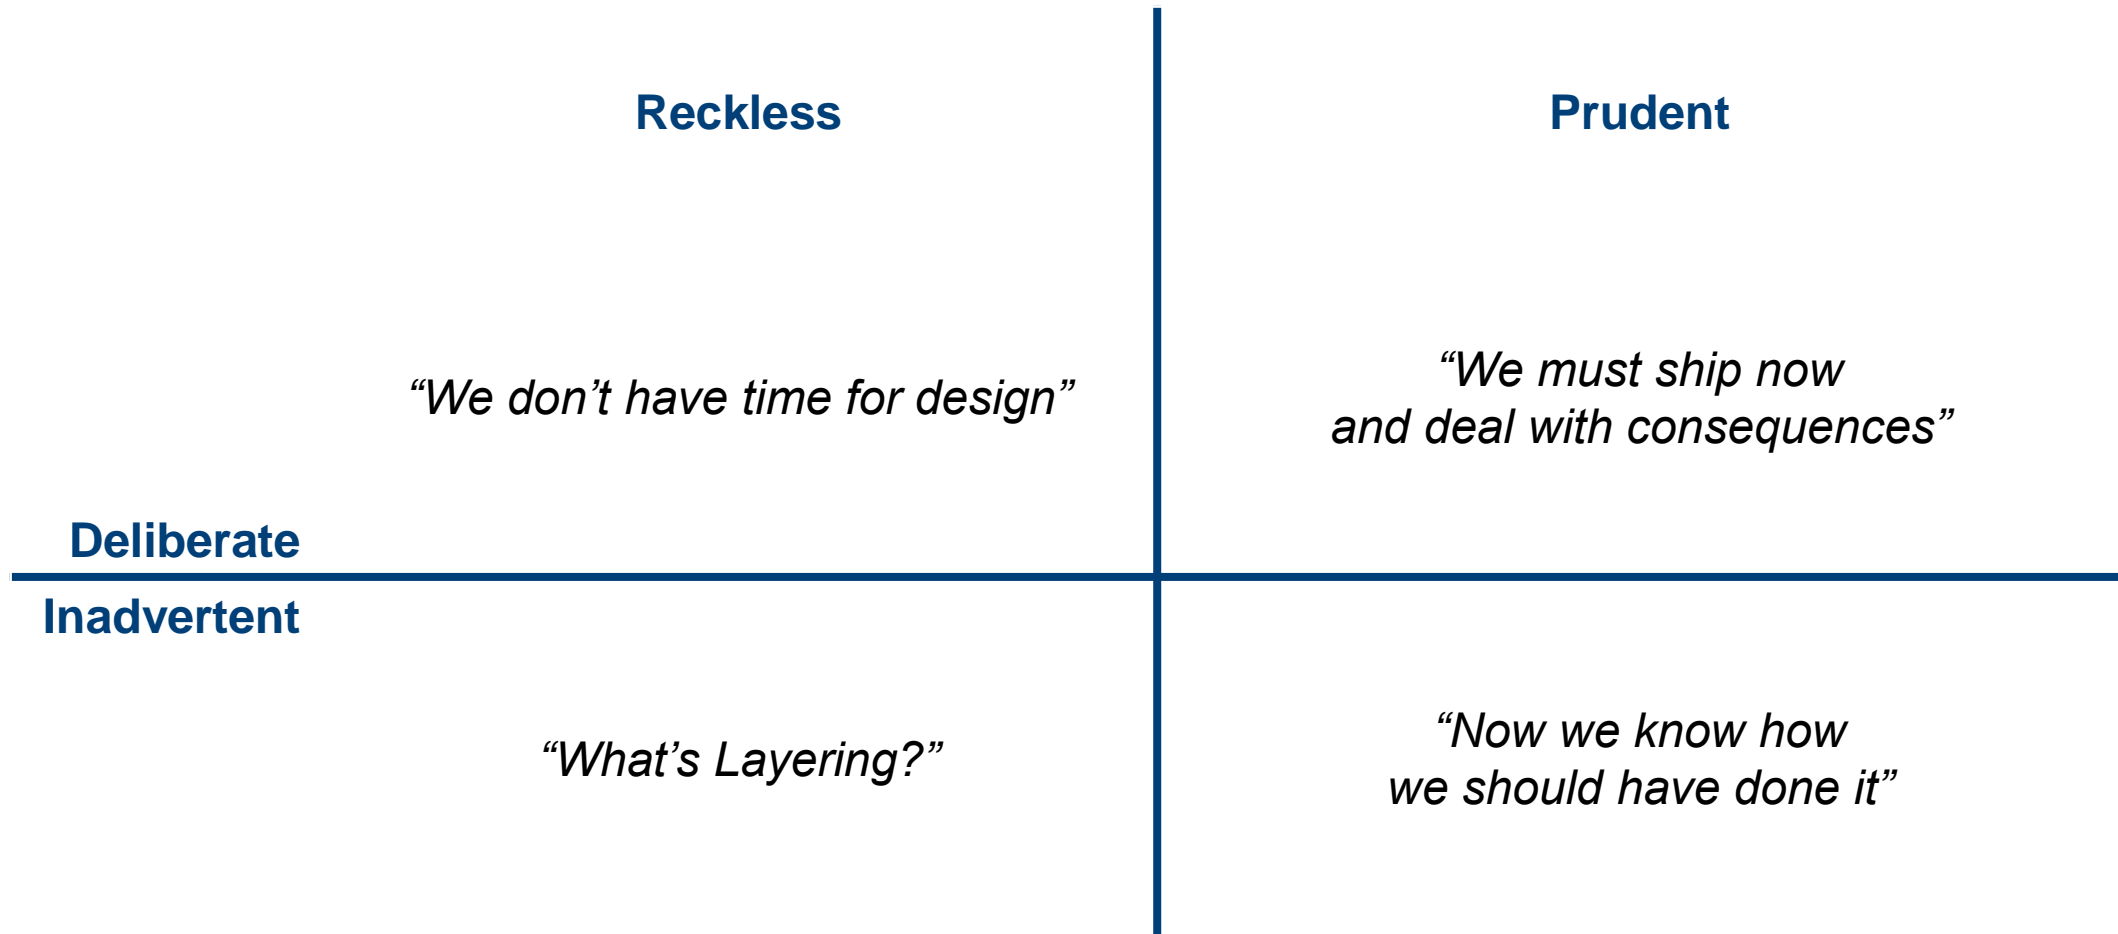 Reckless
Prudent
“We don’t have time for design”
“We must ship now
and deal with consequences”
Deliberate
Inadvertent
“What’s Layering?”
“Now we know how
we should have done it”